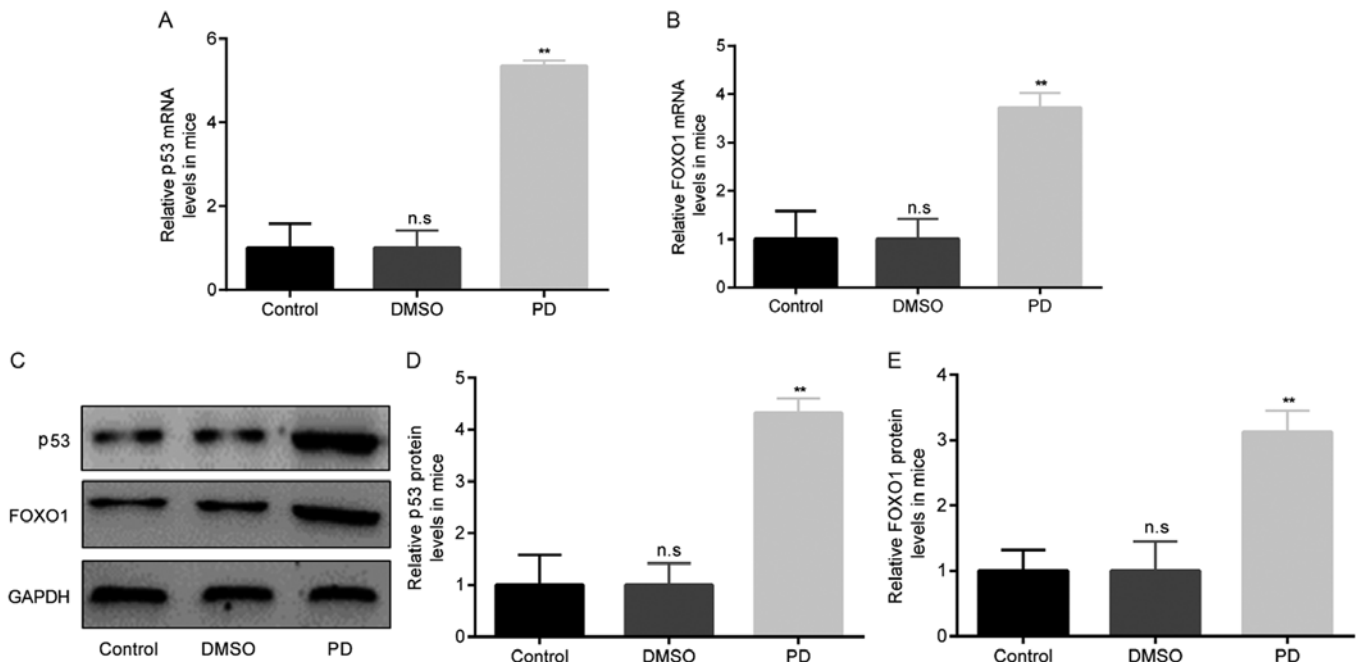 A
Relative p53 mRNA
levels in mice
6
4
2
0
**
n.s
Control
DMSO
PD
B
Relative FOXO1 mRNA
levels in mice
5
4
3
2
1
0
**
n.s
Control
DMSO
PD
C
p53
FOXO1
GAPDH
Control
DMSO
PD
D
Relative p53 protein
levels in mice
5
4
3
2
1
0
**
n.s
Control
DMSO
PD
E
Relative FOXO1 protein
levels in mice
4
3
2
1
0
**
n.s
Control
DMSO
PD